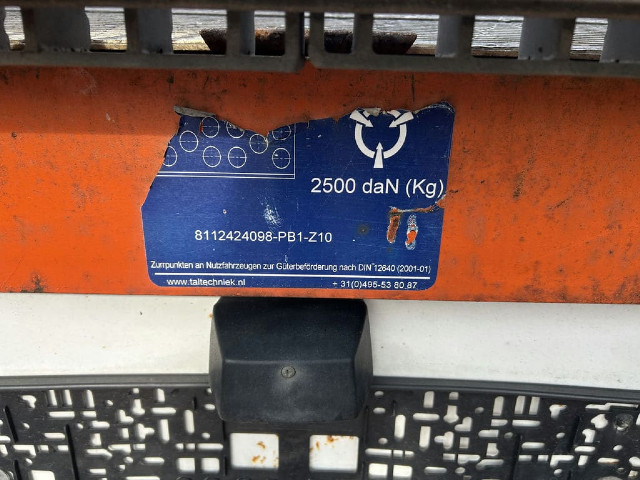 2500 daN (Kg)
8112424098-PB1-Z10
Zurrpunkten an Nutzfahrzeugen zur Güterbeförderung nach DIN 12640 (2001-01)
www.taltechniek.nl + 31(0)495-53 80 87